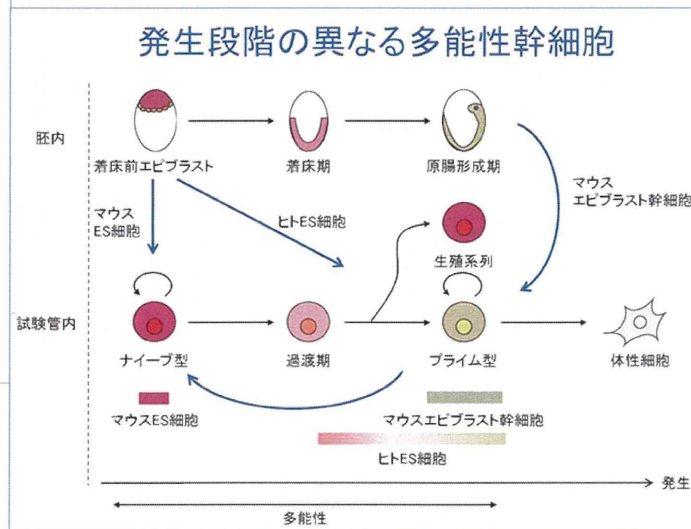 発生段階の異なる多能性幹細胞
胚内
着床前エピブラスト
着床期
原腸形成期
マウス
エピブラスト幹細胞
マウス
ES細胞
ヒトES細胞
生殖系列
試験管内
ナイーブ型
過渡期
プライム型
体性細胞
マウスES細胞
マウスエピブラスト幹細胞
ヒトES細胞
発生
多能性